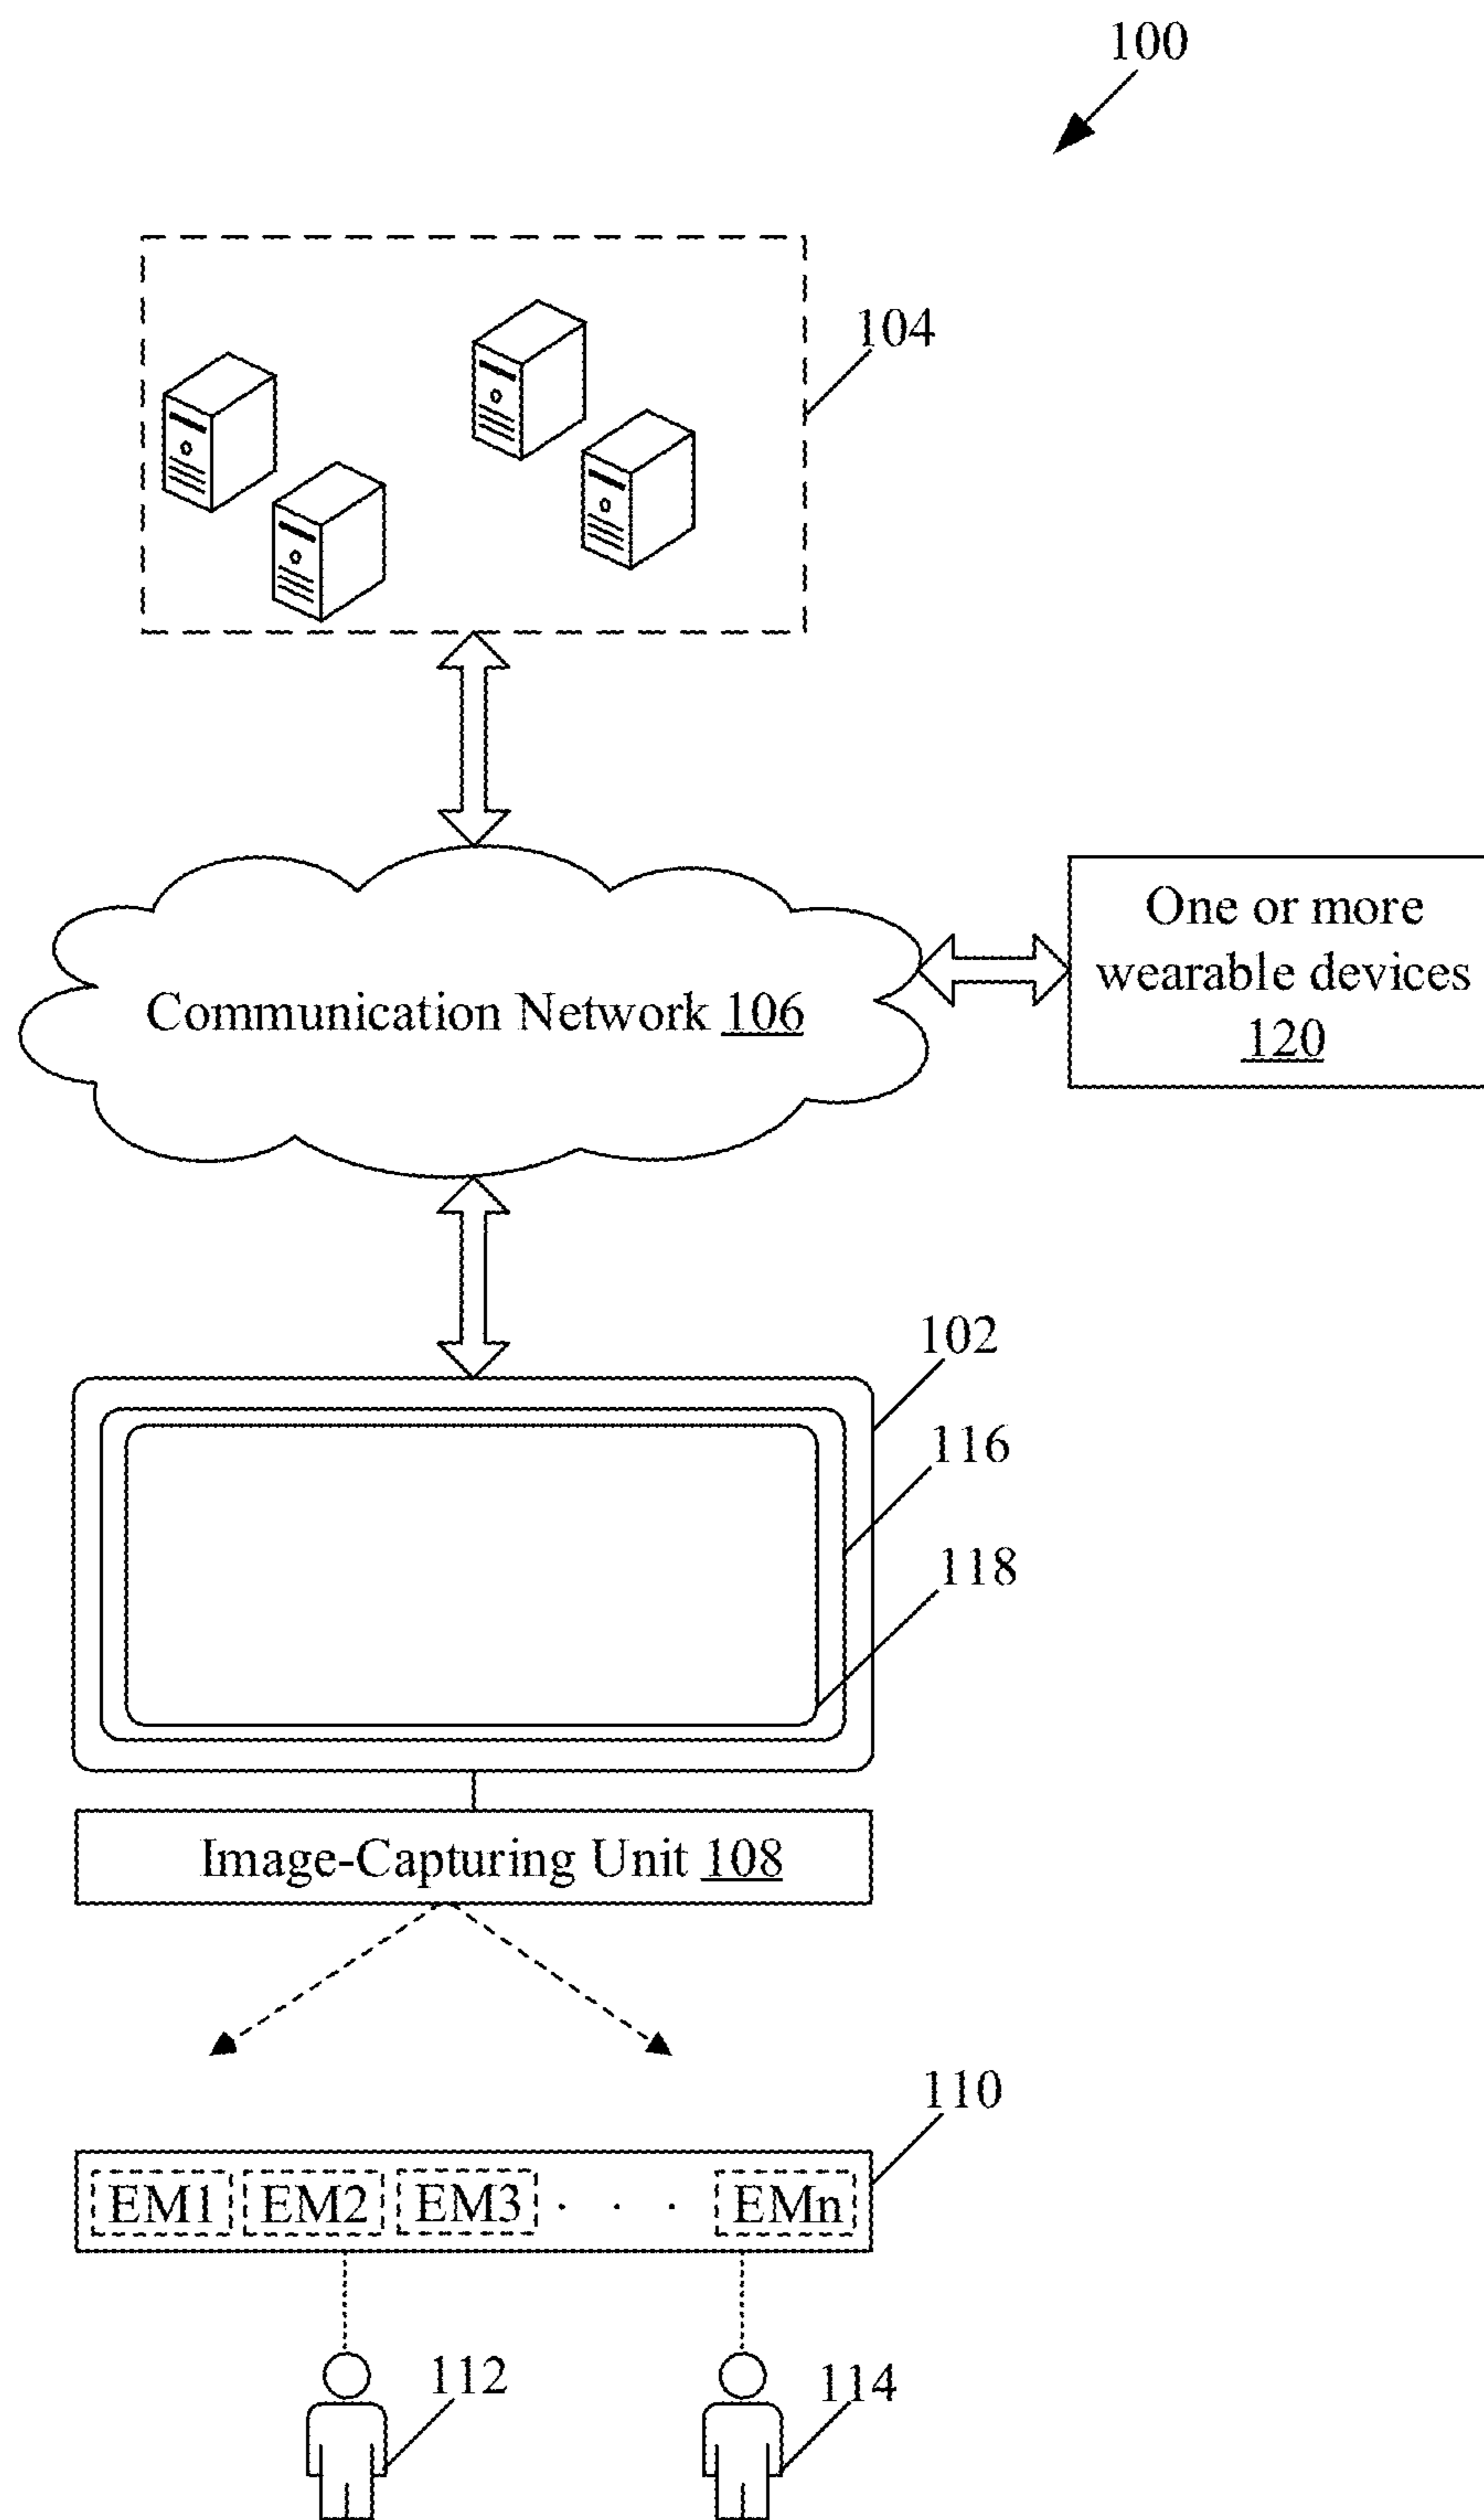 100
104
One or more
wearable devices
120
Communication Network 106
102
116
118
Image-Capturing Unit 108
110
EM1 EM2 EM3 . . . EMn
112
114